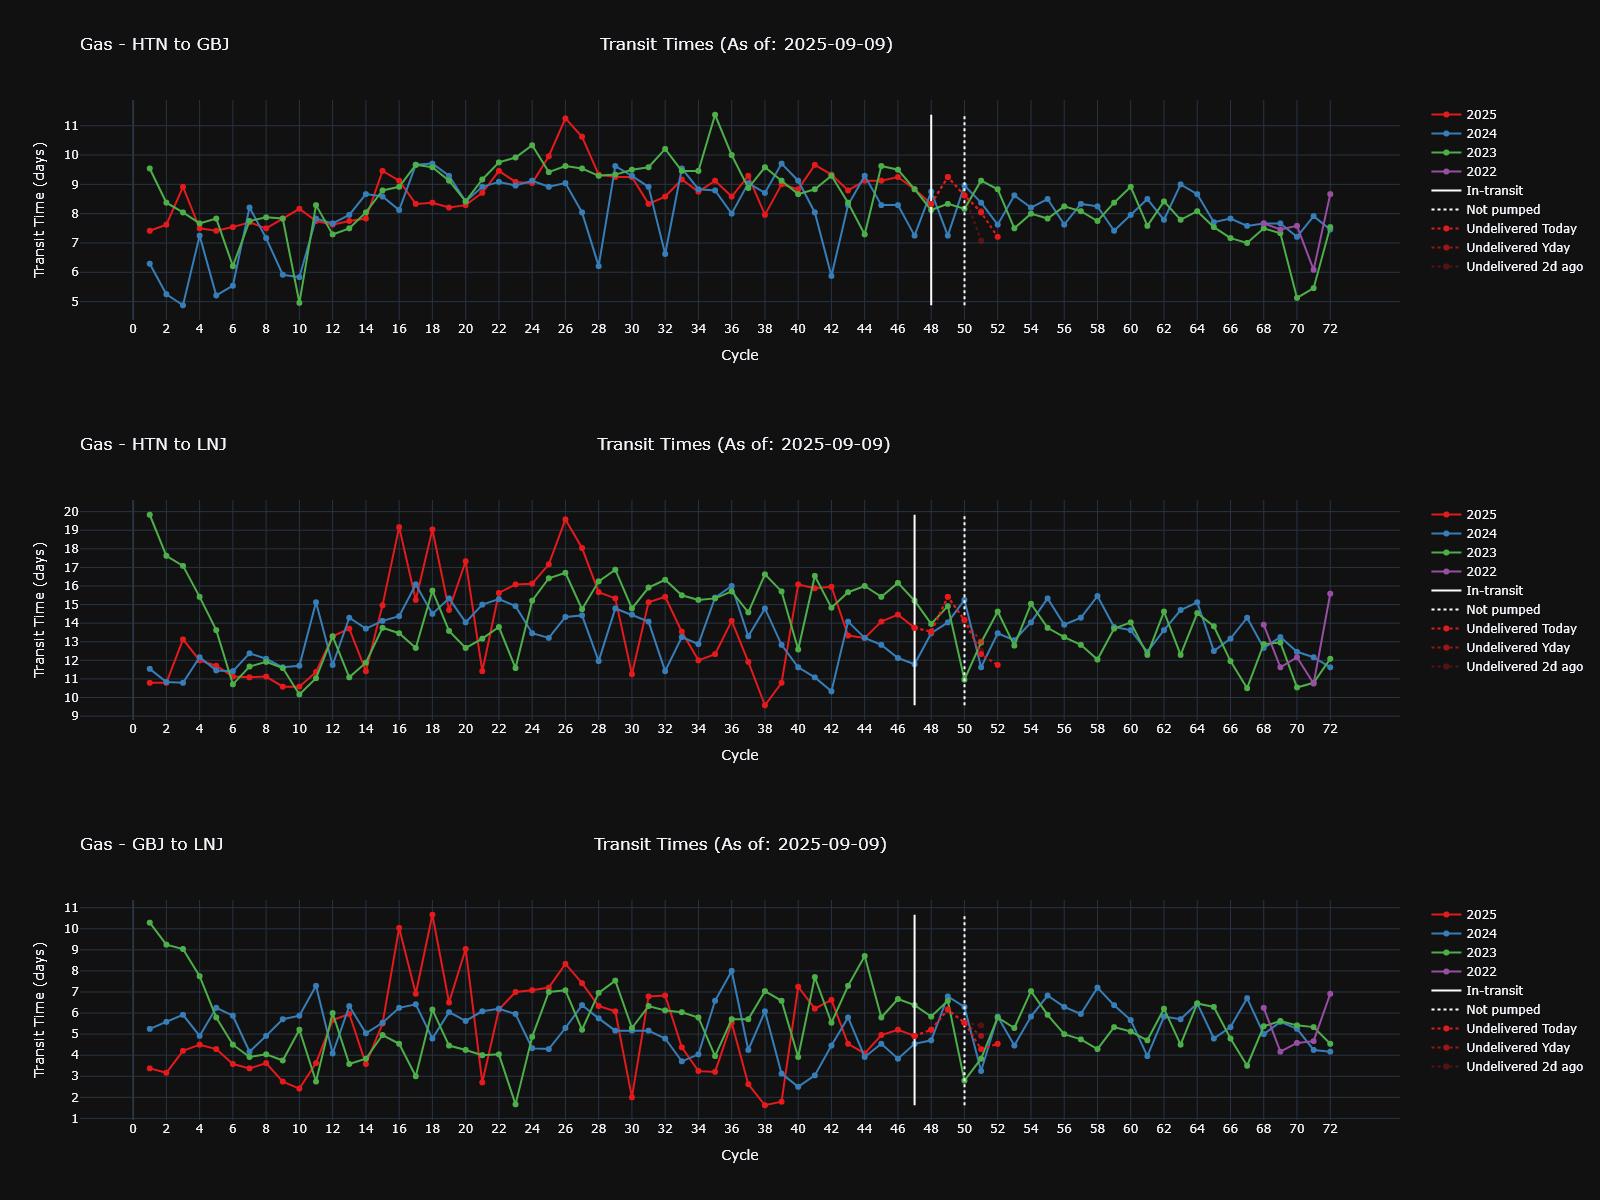 Gas - HTN to GBJ
Transit Times (As of: 2025-09-09)
Transit Time (days)
11
10
9
8
7
6
5
0 2 4 6 8 10 12 14 16 18 20 22 24 26 28 30 32 34 36 38 40 42 44 46 48 50 52 54 56 58 60 62 64 66 68 70 72
Cycle
2025
2024
2023
2022
In-transit
Not pumped
Undelivered Today
Undelivered Yday
Undelivered 2d ago
Gas - HTN to LNJ
Transit Times (As of: 2025-09-09)
Transit Time (days)
20
19
18
17
16
15
14
13
12
11
10
9
0 2 4 6 8 10 12 14 16 18 20 22 24 26 28 30 32 34 36 38 40 42 44 46 48 50 52 54 56 58 60 62 64 66 68 70 72
Cycle
2025
2024
2023
2022
In-transit
Not pumped
Undelivered Today
Undelivered Yday
Undelivered 2d ago
Gas - GBJ to LNJ
Transit Times (As of: 2025-09-09)
Transit Time (days)
11
10
9
8
7
6
5
4
3
2
1
0 2 4 6 8 10 12 14 16 18 20 22 24 26 28 30 32 34 36 38 40 42 44 46 48 50 52 54 56 58 60 62 64 66 68 70 72
Cycle
2025
2024
2023
2022
In-transit
Not pumped
Undelivered Today
Undelivered Yday
Undelivered 2d ago